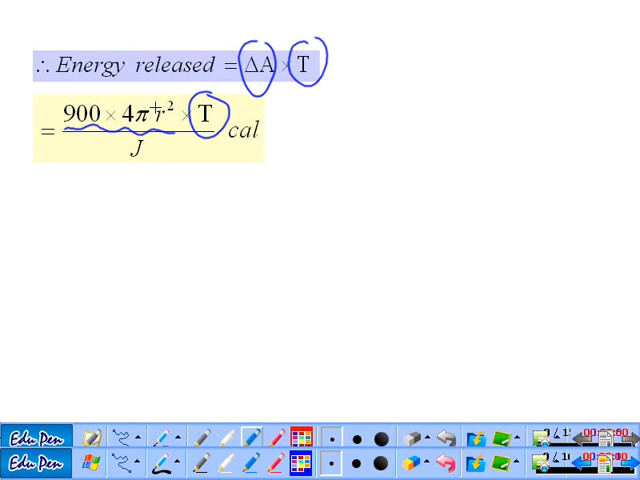 ∴ Energy released = ΔA × T
= 900 × 4πr² × T / J cal
Edu Pen
Edu Pen